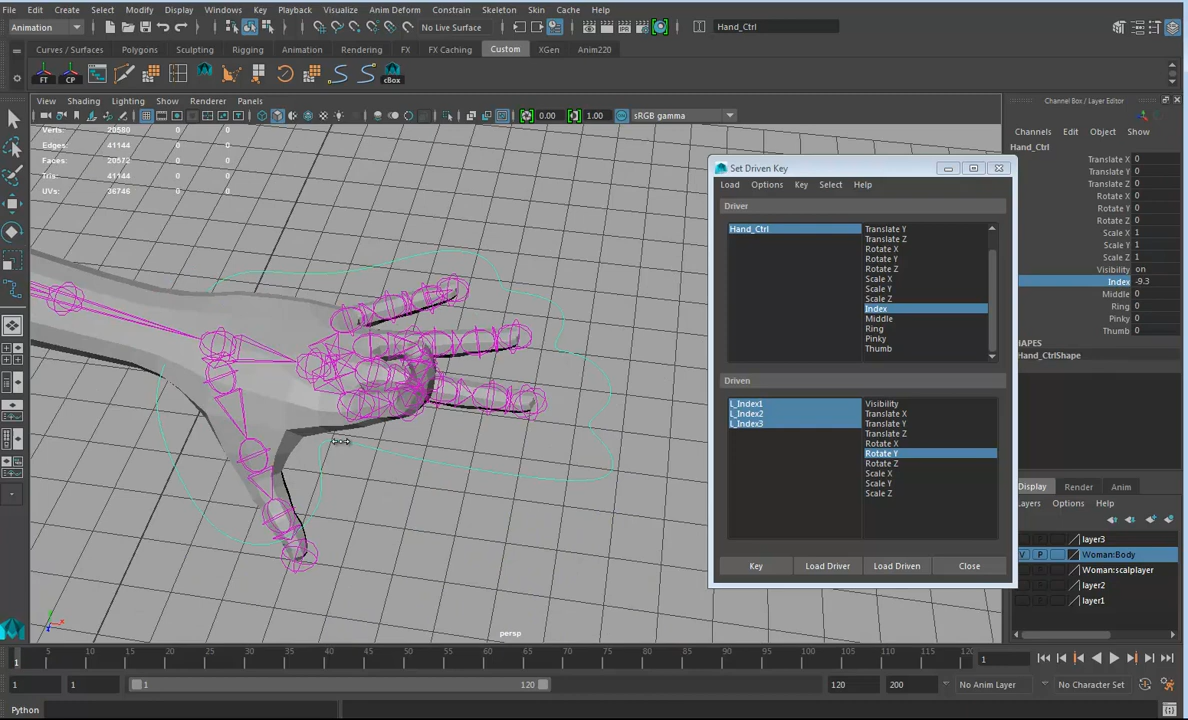 File Edit Create Select Modify Display Windows Key Playback Visualize Anim Deform Constrain Skeleton Skin Cache Help
Animation No Live Surface Hand_Ctrl
Curves / Surfaces Polygons Sculpting Rigging Animation Rendering FX FX Caching Custom XGen Anim220
FT CP cBox
View Shading Lighting Show Renderer Panels
0.00 1.00 sRGB gamma
Verts: 20580 0 0
Edges: 41144 0 0
Faces: 20572 0 0
Tris: 41144 0 0
UVs: 36746 0 0
persp
Set Driven Key
Load Options Key Select Help
Driver
Hand_Ctrl
Translate Y
Translate Z
Rotate X
Rotate Y
Rotate Z
Scale X
Scale Y
Scale Z
Index
Middle
Ring
Pinky
Thumb
Driven
L_Index1
L_Index2
L_Index3
Visibility
Translate X
Translate Y
Translate Z
Rotate X
Rotate Y
Rotate Z
Scale X
Scale Y
Scale Z
Key Load Driver Load Driven Close
Channel Box / Layer Editor
Channels Edit Object Show
Hand_Ctrl
Translate X 0
Translate Y 0
Translate Z 0
Rotate X 0
Rotate Y 0
Rotate Z 0
Scale X 1
Scale Y 1
Scale Z 1
Visibility on
Index -9.3
Middle 0
Ring 0
Pinky 0
Thumb 0
HAPES
Hand_CtrlShape
Display Render Anim
ayers Options Help
layer3
V P Woman:Body
Woman:scalplayer
layer2
layer1
1 5 10 15 20 25 30 35 40 45 50 55 60 65 70 75 80 85 90 95 100 105 110 115 120 1
1 1 1 120 120 200 No Anim Layer No Character Set
Python